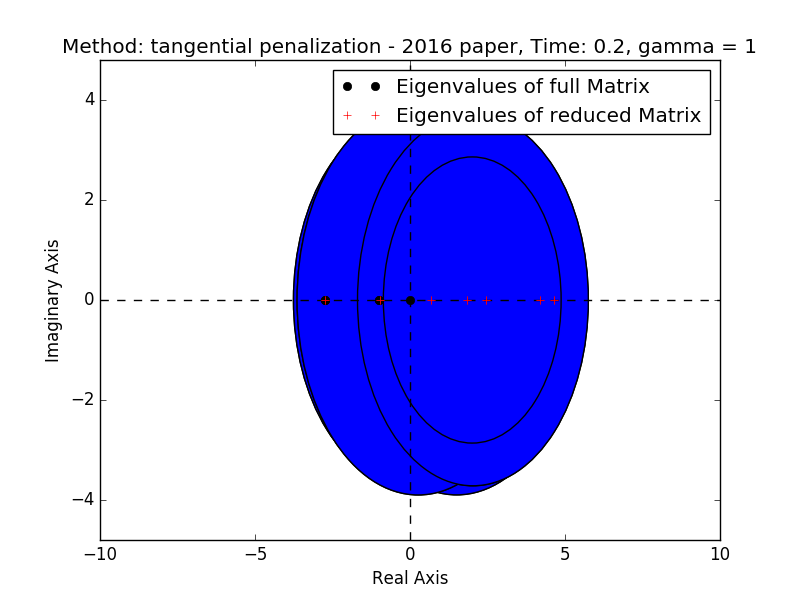 Method: tangential penalization - 2016 paper, Time: 0.2, gamma = 1
Eigenvalues of full Matrix
Eigenvalues of reduced Matrix
4
2
0
−2
−4
Imaginary Axis
−10
−5
0
5
10
Real Axis